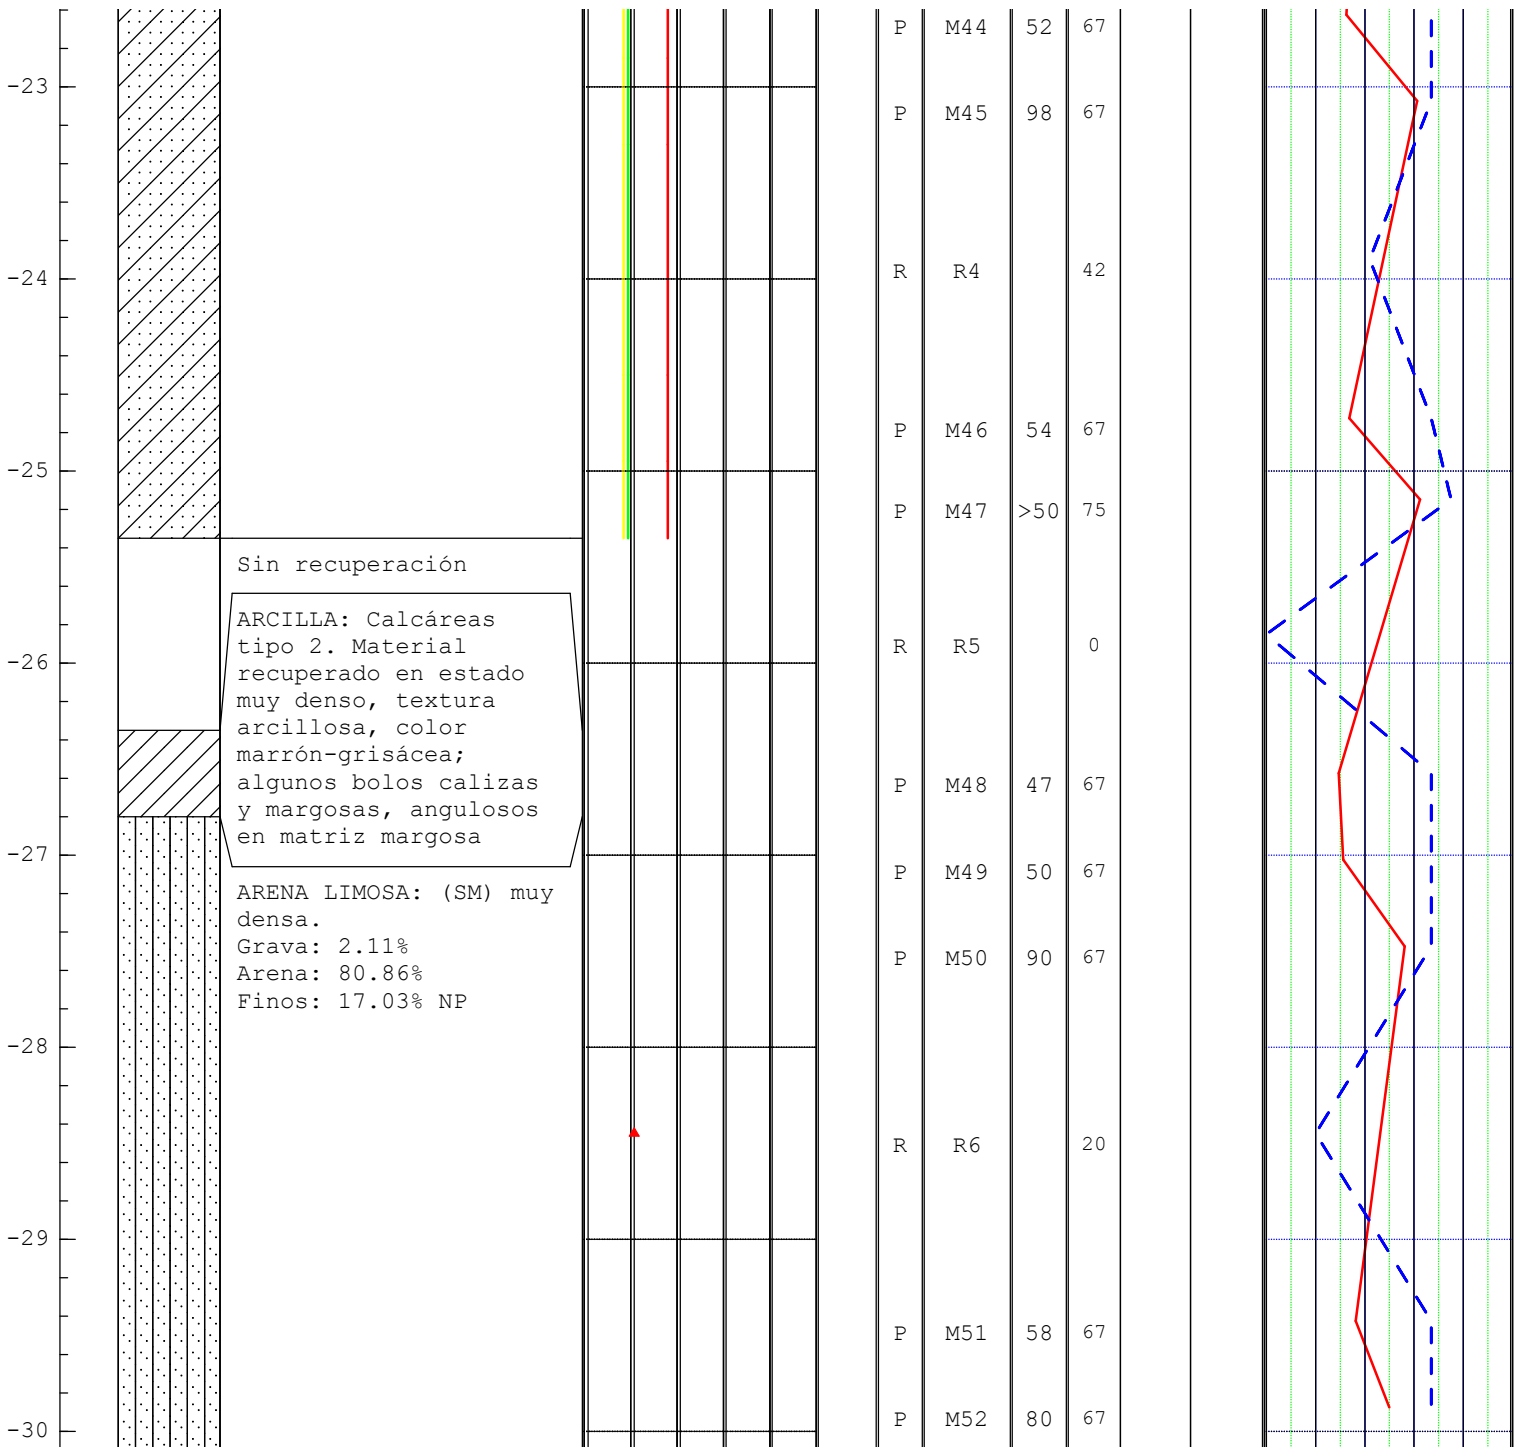 P M44 52 67
-23
P M45 98 67
-24
R R4 42
P M46 54 67
-25
P M47 >50 75
Sin recuperación
ARCILLA: Calcáreas
tipo 2. Material
recuperado en estado
muy denso, textura
arcillosa, color
marrón-grisácea;
algunos bolos calizas
y margosas, angulosos
en matriz margosa
R R5 0
-26
P M48 47 67
-27
P M49 50 67
ARENA LIMOSA: (SM) muy
densa.
Grava: 2.11%
Arena: 80.86%
Finos: 17.03% NP
P M50 90 67
-28
R R6 20
-29
P M51 58 67
P M52 80 67
-30